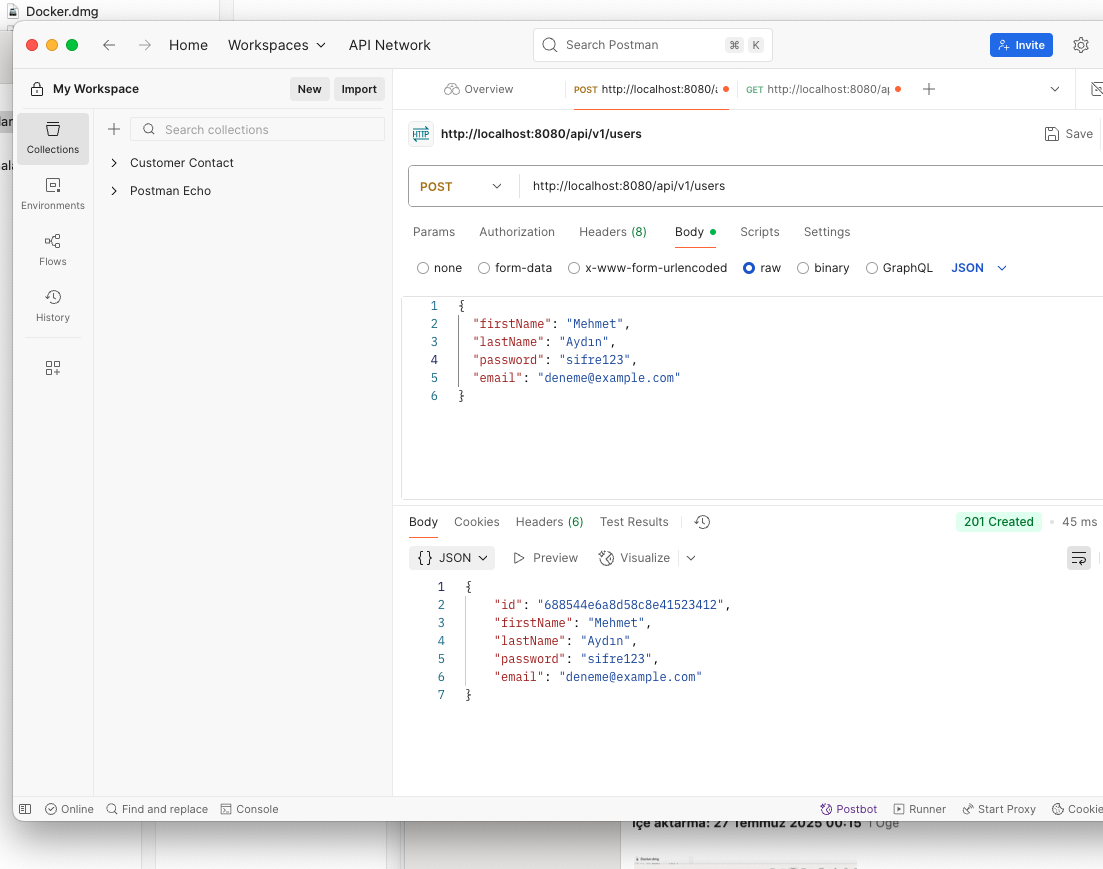 Docker.dmg
Home Workspaces API Network Search Postman ⌘ K Invite
My Workspace New Import Overview POST http://localhost:8080/a GET http://localhost:8080/ap
Collections Search collections http://localhost:8080/api/v1/users Save
Customer Contact
Postman Echo POST http://localhost:8080/api/v1/users
Environments
Params Authorization Headers (8) Body Scripts Settings
Flows
none form-data x-www-form-urlencoded raw binary GraphQL JSON
History
1 {
2 "firstName": "Mehmet",
3 "lastName": "Aydın",
4 "password": "sifre123",
5 "email": "deneme@example.com"
6 }
Body Cookies Headers (6) Test Results 201 Created • 45 ms
{} JSON Preview Visualize
1 {
2 "id": "688544e6a8d58c8e41523412",
3 "firstName": "Mehmet",
4 "lastName": "Aydın",
5 "password": "sifre123",
6 "email": "deneme@example.com"
7 }
Online Find and replace Console Postbot Runner Start Proxy Cookie
İçe aktarma: 27 Temmuz 2025 00:15 1 Öğe